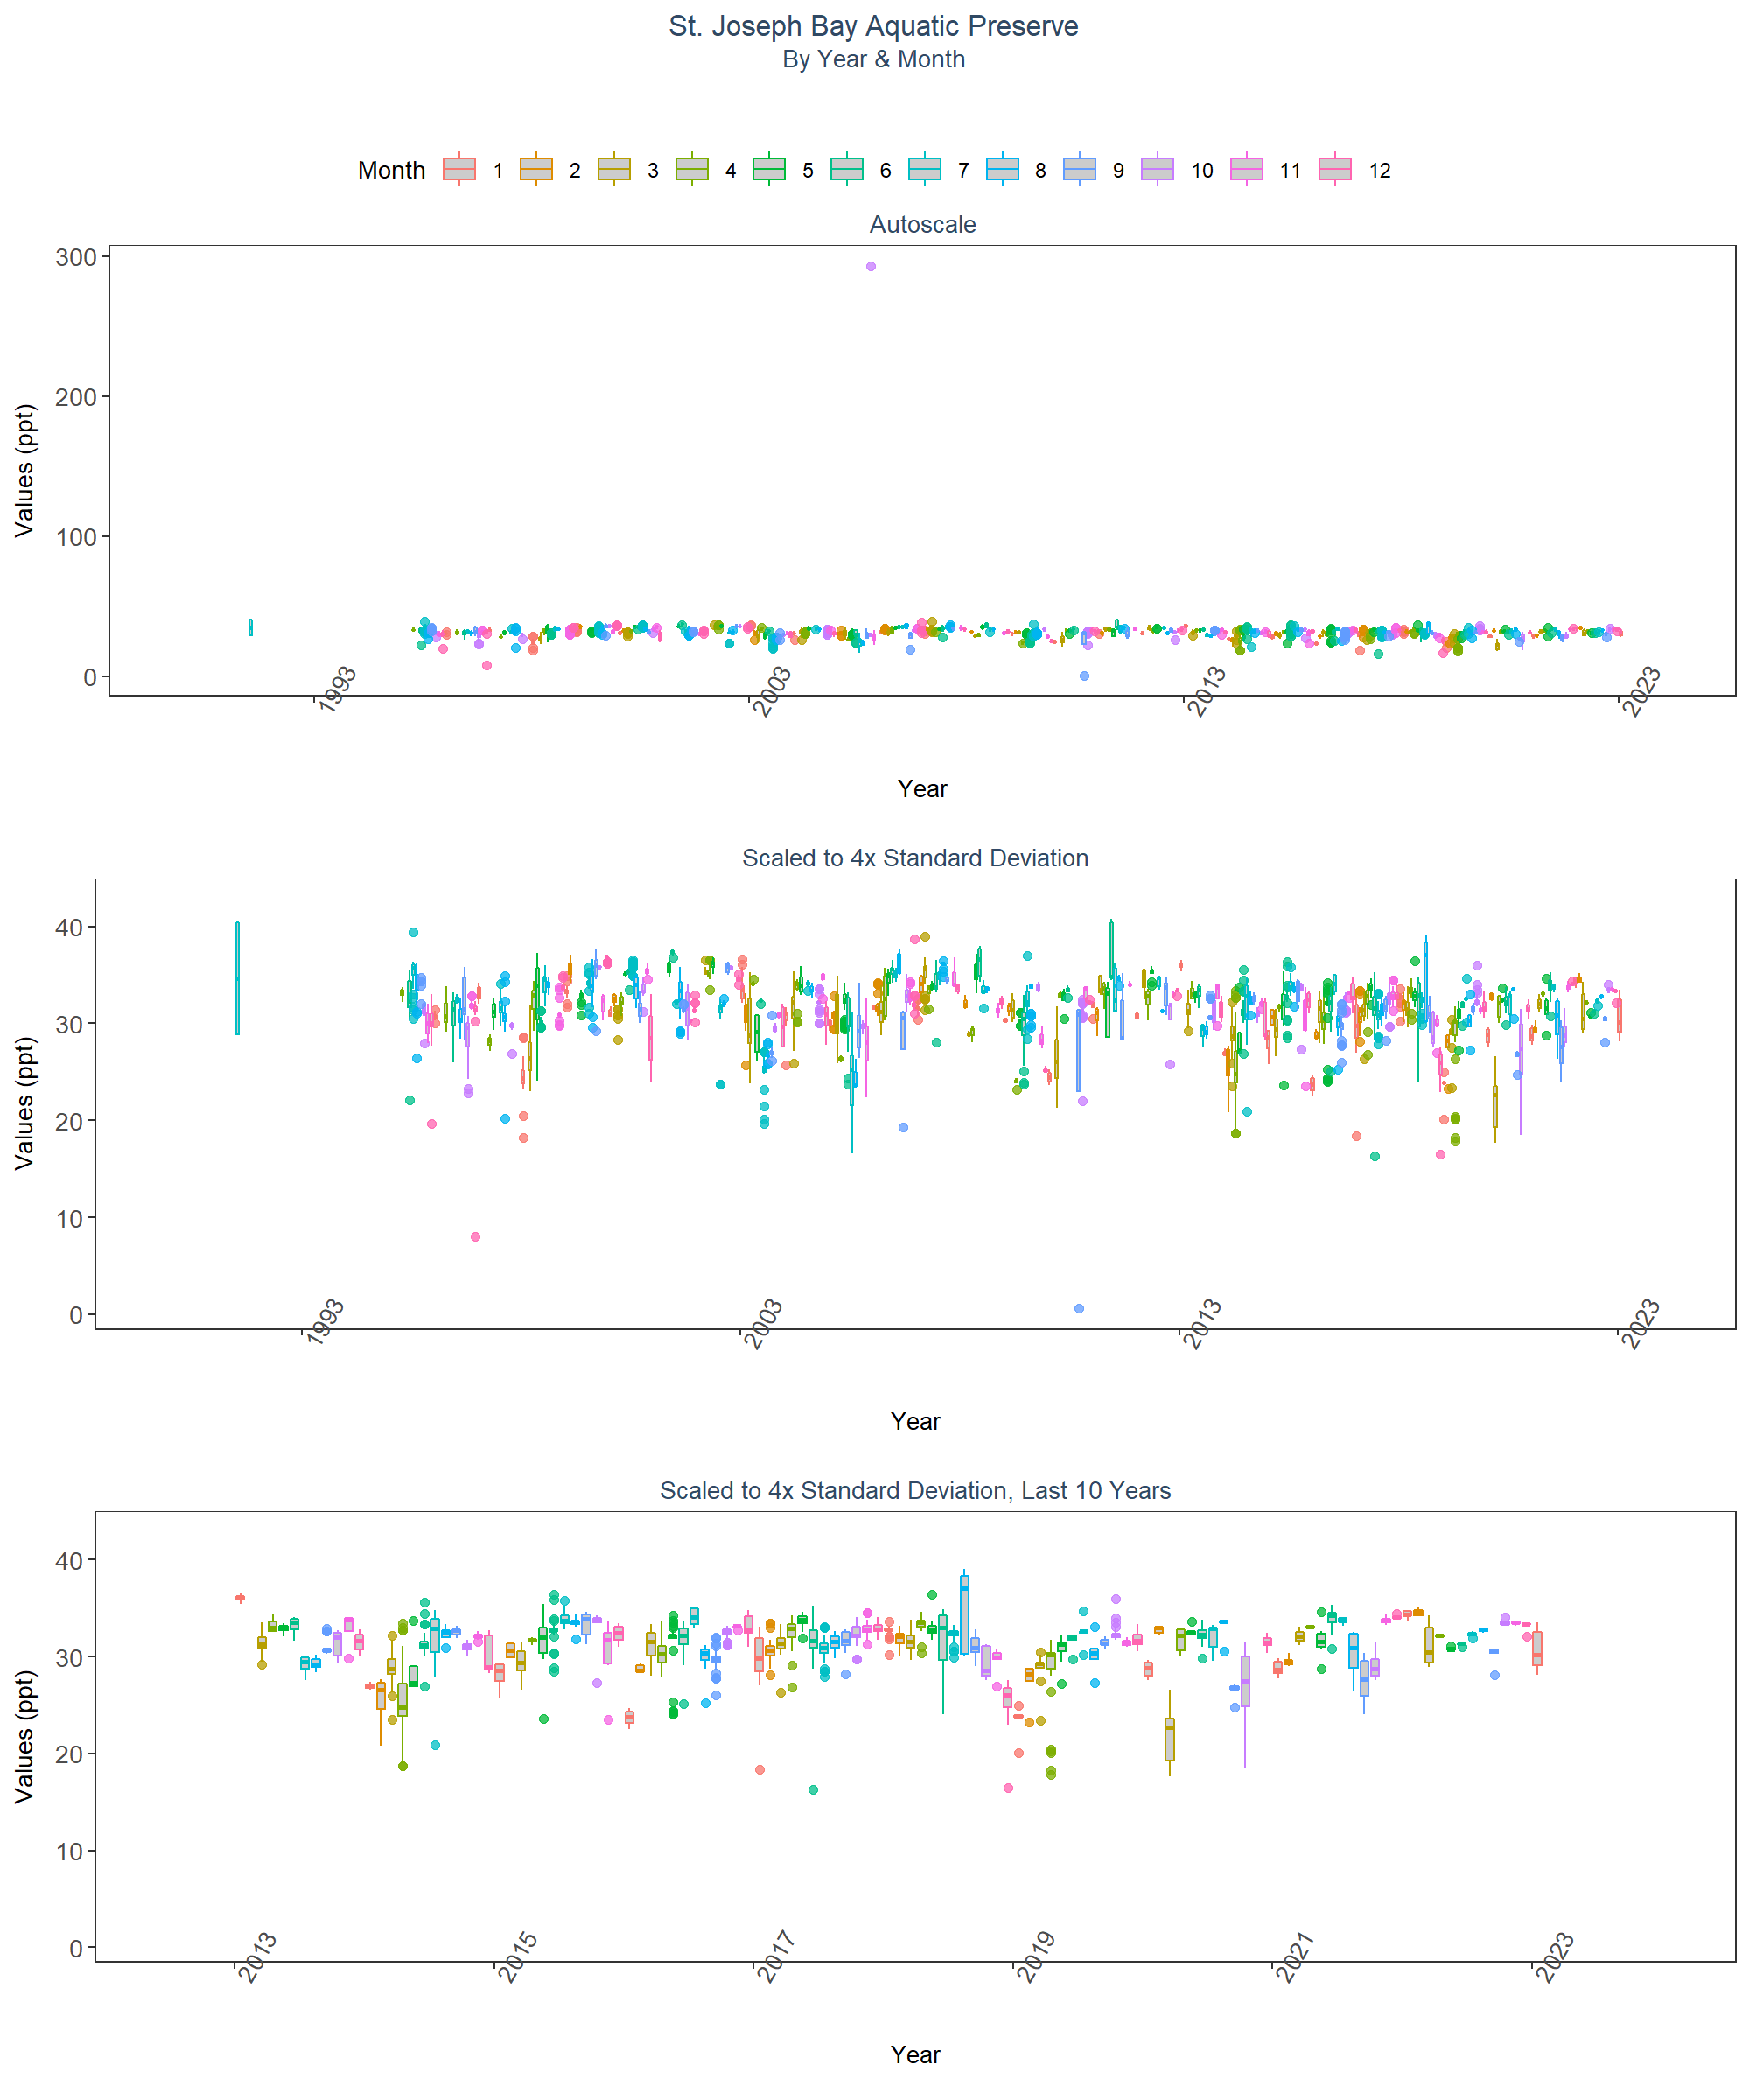 St. Joseph Bay Aquatic Preserve
By Year & Month
Month 1 2 3 4 5 6 7 8 9 10 11 12
Autoscale
Values (ppt)
300
200
100
0
1993 2003 2013 2023
Year
Scaled to 4x Standard Deviation
Values (ppt)
40
30
20
10
0
1993 2003 2013 2023
Year
Scaled to 4x Standard Deviation, Last 10 Years
Values (ppt)
40
30
20
10
0
2013 2015 2017 2019 2021 2023
Year